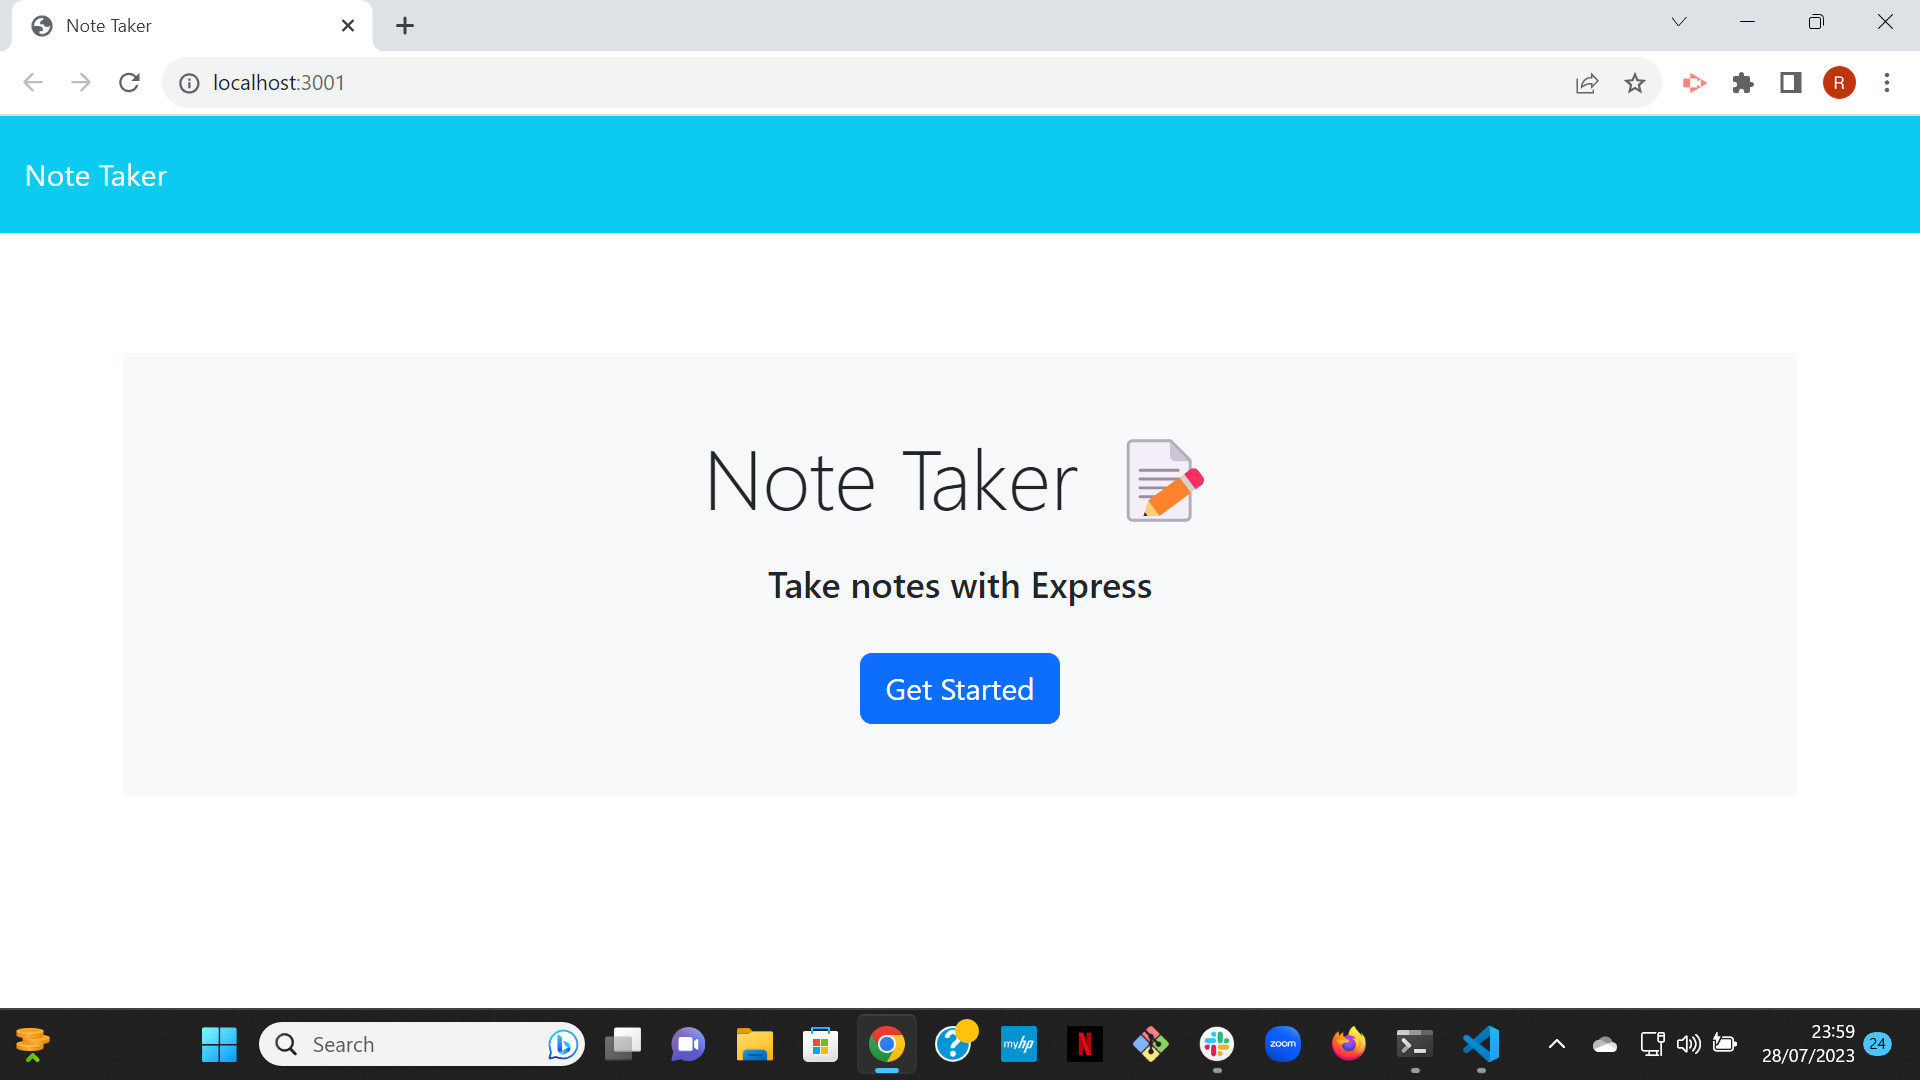 Note Taker
localhost:3001
R
Note Taker
Note Taker
Take notes with Express
Get Started
Search
myhp
N
zoom
23:59
28/07/2023
24